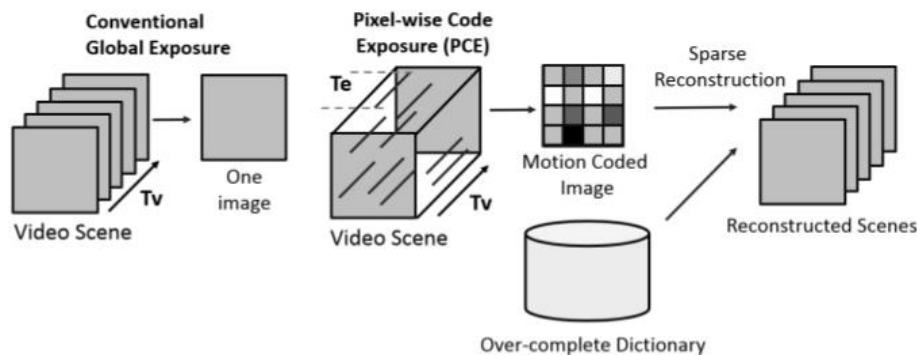 Conventional
Global Exposure
Tv
One
image
Video Scene
Pixel-wise Code
Exposure (PCE)
Te
Tv
Video Scene
Motion Coded
Image
Sparse
Reconstruction
Reconstructed Scenes
Over-complete Dictionary